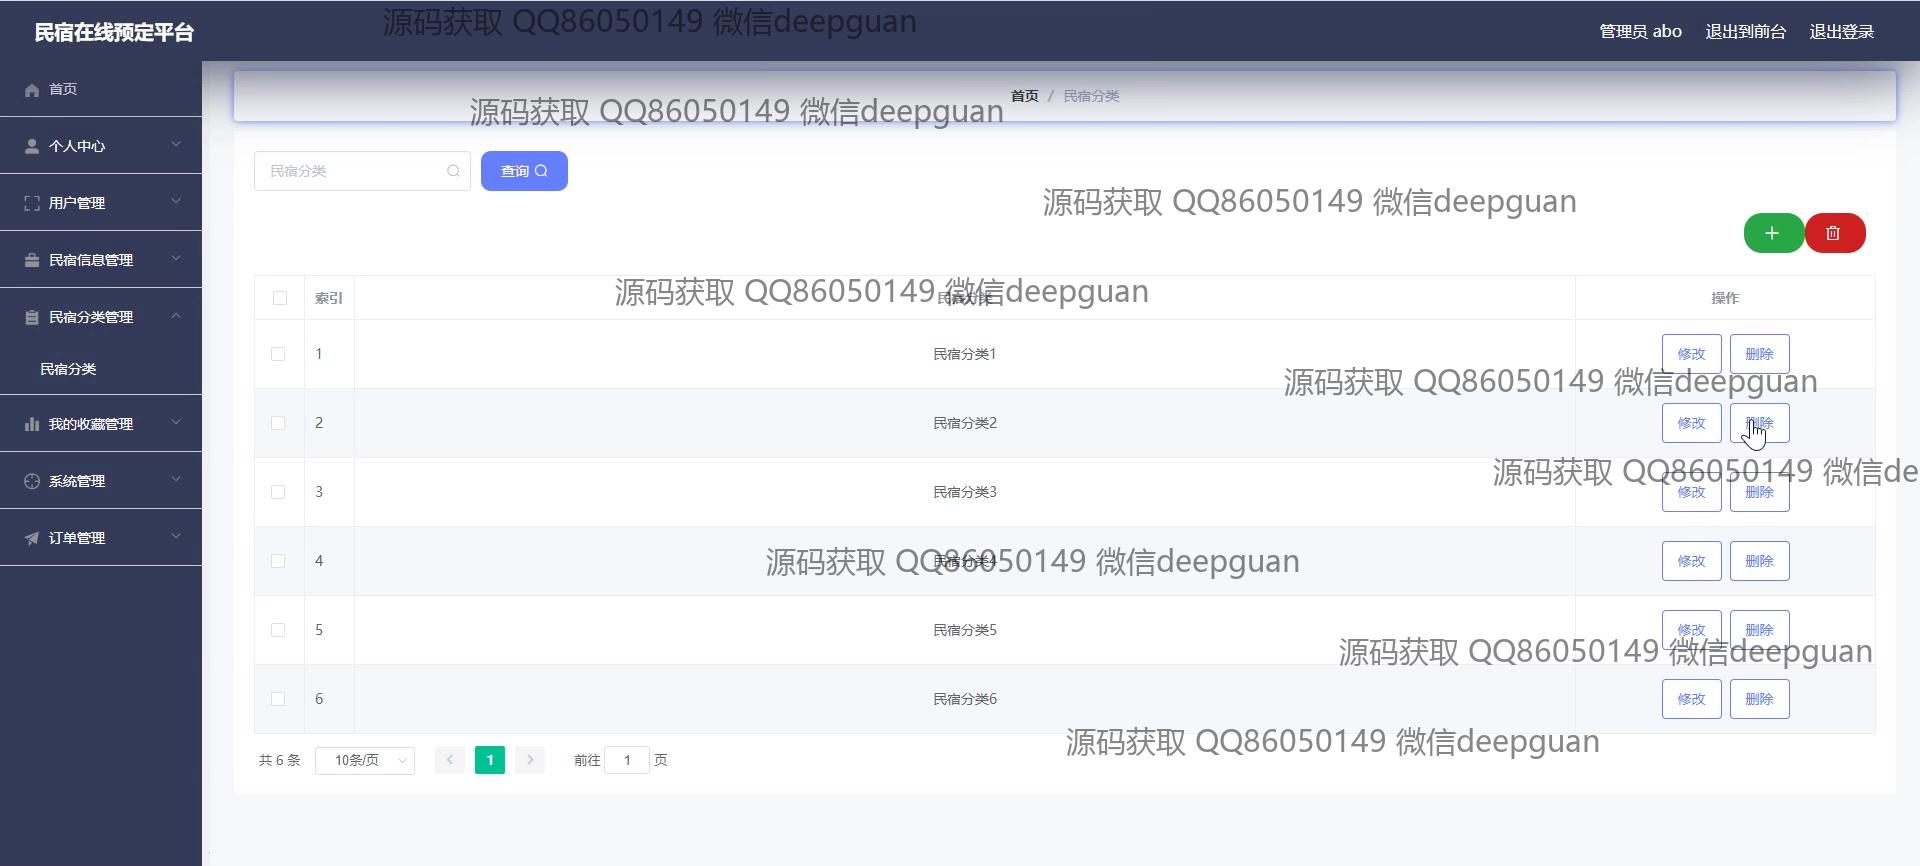 民宿在线预定平台
源码获取 QQ86050149 微信deepguan
管理员 abo 退出到前台 退出登录
首页
个人中心
用户管理
民宿信息管理
民宿分类管理
民宿分类
我的收藏管理
系统管理
订单管理
首页 / 民宿分类
源码获取 QQ86050149 微信deepguan
民宿分类
查询
源码获取 QQ86050149 微信deepguan
索引 民宿分类 操作
源码获取 QQ86050149 微信deepguan
1 民宿分类1 修改 删除
源码获取 QQ86050149 微信deepguan
2 民宿分类2 修改 删除
源码获取 QQ86050149 微信de
3 民宿分类3 修改 删除
4 民宿分类4 修改 删除
源码获取 QQ86050149 微信deepguan
5 民宿分类5 修改 删除
源码获取 QQ86050149 微信deepguan
6 民宿分类6 修改 删除
源码获取 QQ86050149 微信deepguan
共 6 条 10条/页 1 前往 1 页